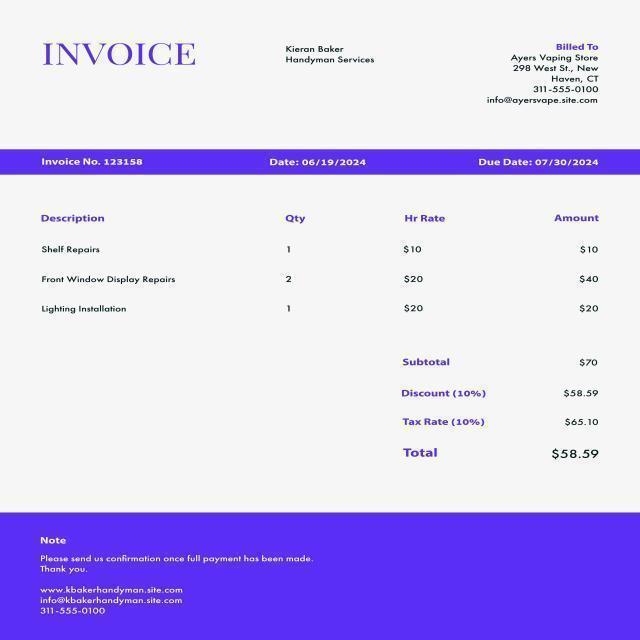 INVOICE
Kieran Baker
Handyman Services
Billed To
Ayers Vaping Store
298 West St., New
Haven, CT
311-555-0100
info@ayersvape.site.com
Invoice No. 123158 Date: 06/19/2024 Due Date: 07/30/2024
Description Qty Hr Rate Amount
Shelf Repairs 1 $10 $10
Front Window Display Repairs 2 $20 $40
Lighting Installation 1 $20 $20
Subtotal $70
Discount (10%) $58.59
Tax Rate (10%) $65.10
Total $58.59
Note
Please send us confirmation once full payment has been made.
Thank you.
www.kbakerhandyman.site.com
info@kbakerhandyman.site.com
311-555-0100